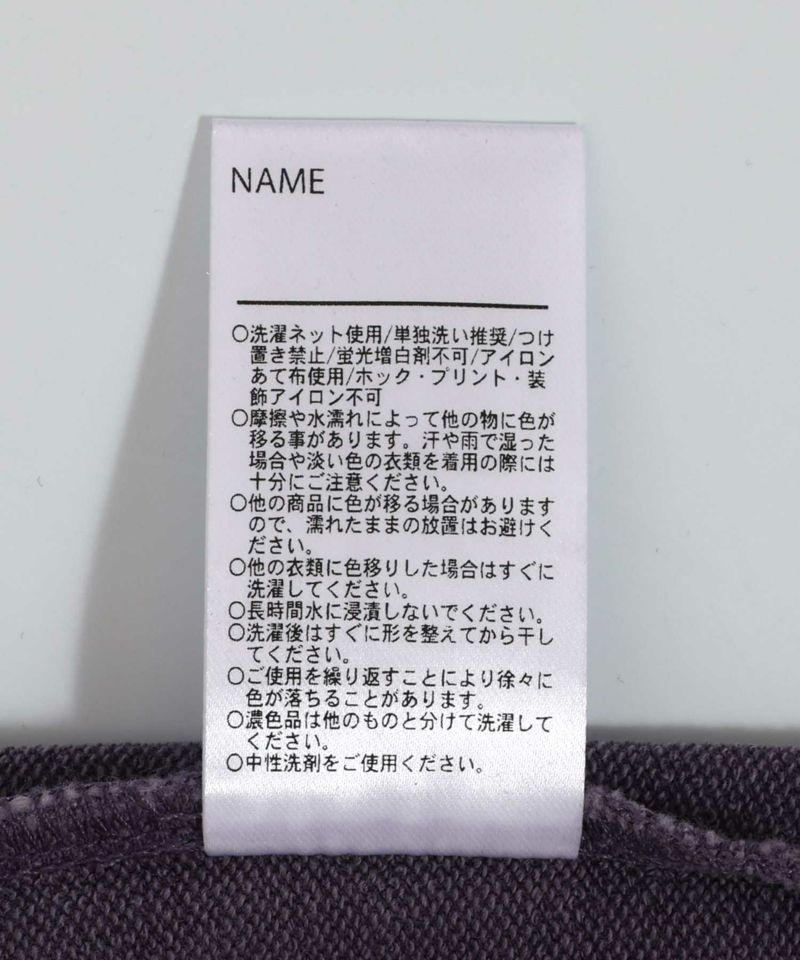 NAME
○洗濯ネット使用/単独洗い推奨/つけ
置き禁止/蛍光増白剤不可/アイロン
あて布使用/ホック・プリント・装
飾アイロン不可
○摩擦や水濡れによって他の物に色が
移る事があります。汗や雨で湿った
場合や淡い色の衣類を着用の際には
十分にご注意ください。
○他の商品に色が移る場合があります
ので、濡れたままの放置はお避けく
ださい。
○他の衣類に色移りした場合はすぐに
洗濯してください。
○長時間水に浸漬しないでください。
○洗濯後はすぐに形を整えてから干し
てください。
○ご使用を繰り返すことにより徐々に
色が落ちることがあります。
○濃色品は他のものと分けて洗濯して
ください。
○中性洗剤をご使用ください。